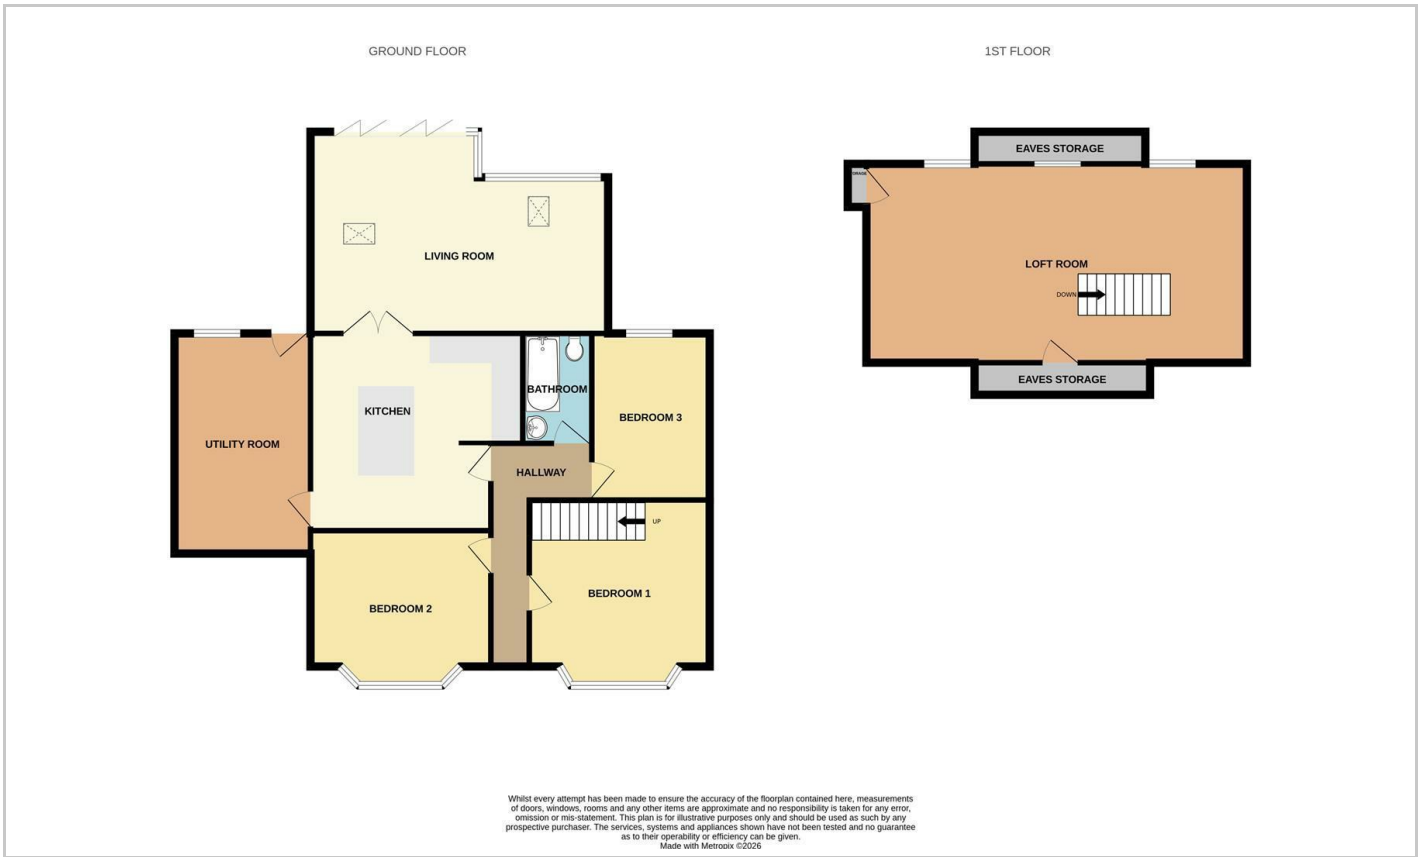 GROUND FLOOR
1ST FLOOR
EAVES STORAGE
LIVING ROOM
LOFT ROOM
DOWN
EAVES STORAGE
BATHROOM
KITCHEN
BEDROOM 3
UTILITY ROOM
HALLWAY
UP
BEDROOM 1
BEDROOM 2
Whilst every attempt has been made to ensure the accuracy of the floorplan contained here, measurements
of doors, windows, rooms and any other items are approximate and no responsibility is taken for any error,
omission or mis-statement. This plan is for illustrative purposes only and should be used as such by any
prospective purchaser. The services, systems and appliances shown have not been tested and no guarantee
as to their operability or efficiency can be given.
Made with Metropix ©2026